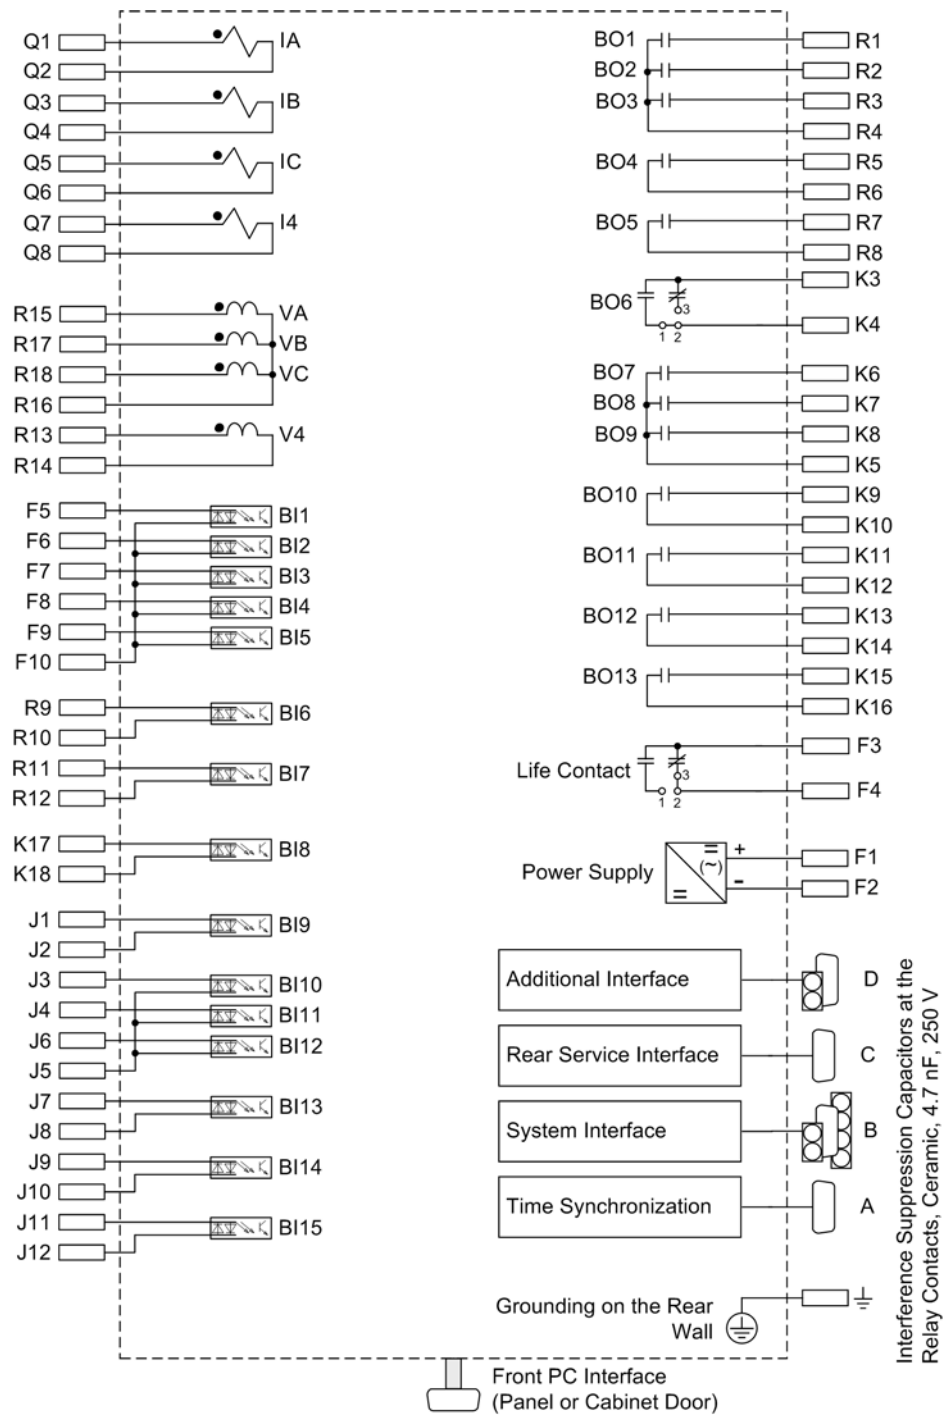 Q1
IA
Q2
Q3
IB
Q4
Q5
IC
Q6
Q7
I4
Q8
R15
VA
R17
VB
R18
VC
R16
R13
V4
R14
F5
BI1
F6
BI2
F7
BI3
F8
BI4
F9
BI5
F10
R9
BI6
R10
R11
BI7
R12
K17
BI8
K18
J1
BI9
J2
J3
BI10
J4
BI11
J6
BI12
J5
J7
BI13
J8
J9
BI14
J10
J11
BI15
J12
BO1
R1
BO2
R2
BO3
R3
R4
BO4
R5
R6
BO5
R7
R8
K3
BO6
3
1 2
K4
BO7
K6
BO8
K7
BO9
K8
K5
BO10
K9
K10
BO11
K11
K12
BO12
K13
K14
BO13
K15
K16
F3
Life Contact
3
1 2
F4
Power Supply
=
(~)
=
+
-
F1
F2
Additional Interface
D
Rear Service Interface
C
System Interface
B
Time Synchronization
A
Grounding on the Rear
Wall
Front PC Interface
(Panel or Cabinet Door)
Interference Suppression Capacitors at the
Relay Contacts, Ceramic, 4.7 nF, 250 V